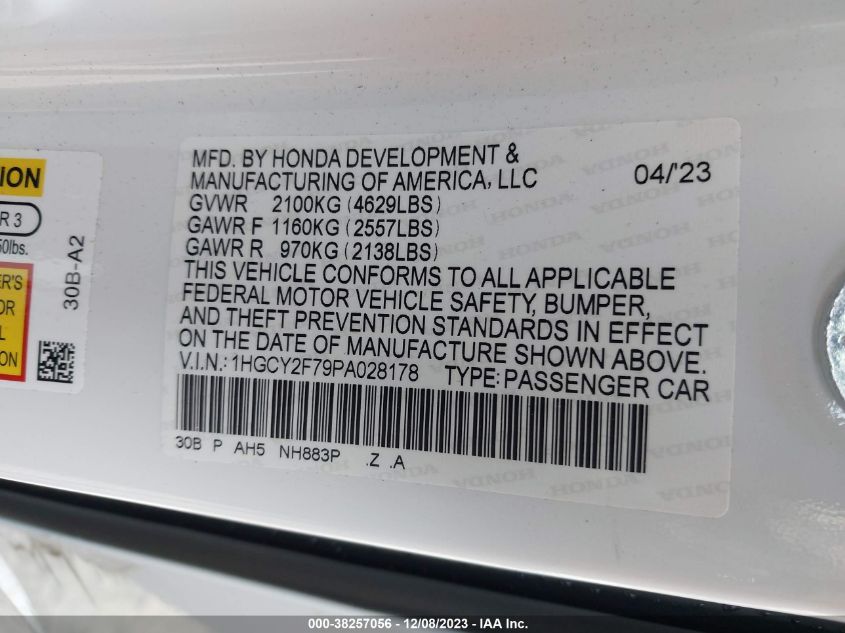 MFD. BY HONDA DEVELOPMENT &
MANUFACTURING OF AMERICA, LLC 04/'23
GVWR 2100KG (4629LBS)
GAWR F 1160KG (2557LBS)
GAWR R 970KG (2138LBS)
THIS VEHICLE CONFORMS TO ALL APPLICABLE
FEDERAL MOTOR VEHICLE SAFETY, BUMPER,
AND THEFT PREVENTION STANDARDS IN EFFECT
ON THE DATE OF MANUFACTURE SHOWN ABOVE.
V.I.N.: 1HGCY2F79PA028178 TYPE: PASSENGER CAR
30B P AH5 NH883P .Z .A
R 3
30B-A2
HONDA
000-38257056 - 12/08/2023 - IAA Inc.